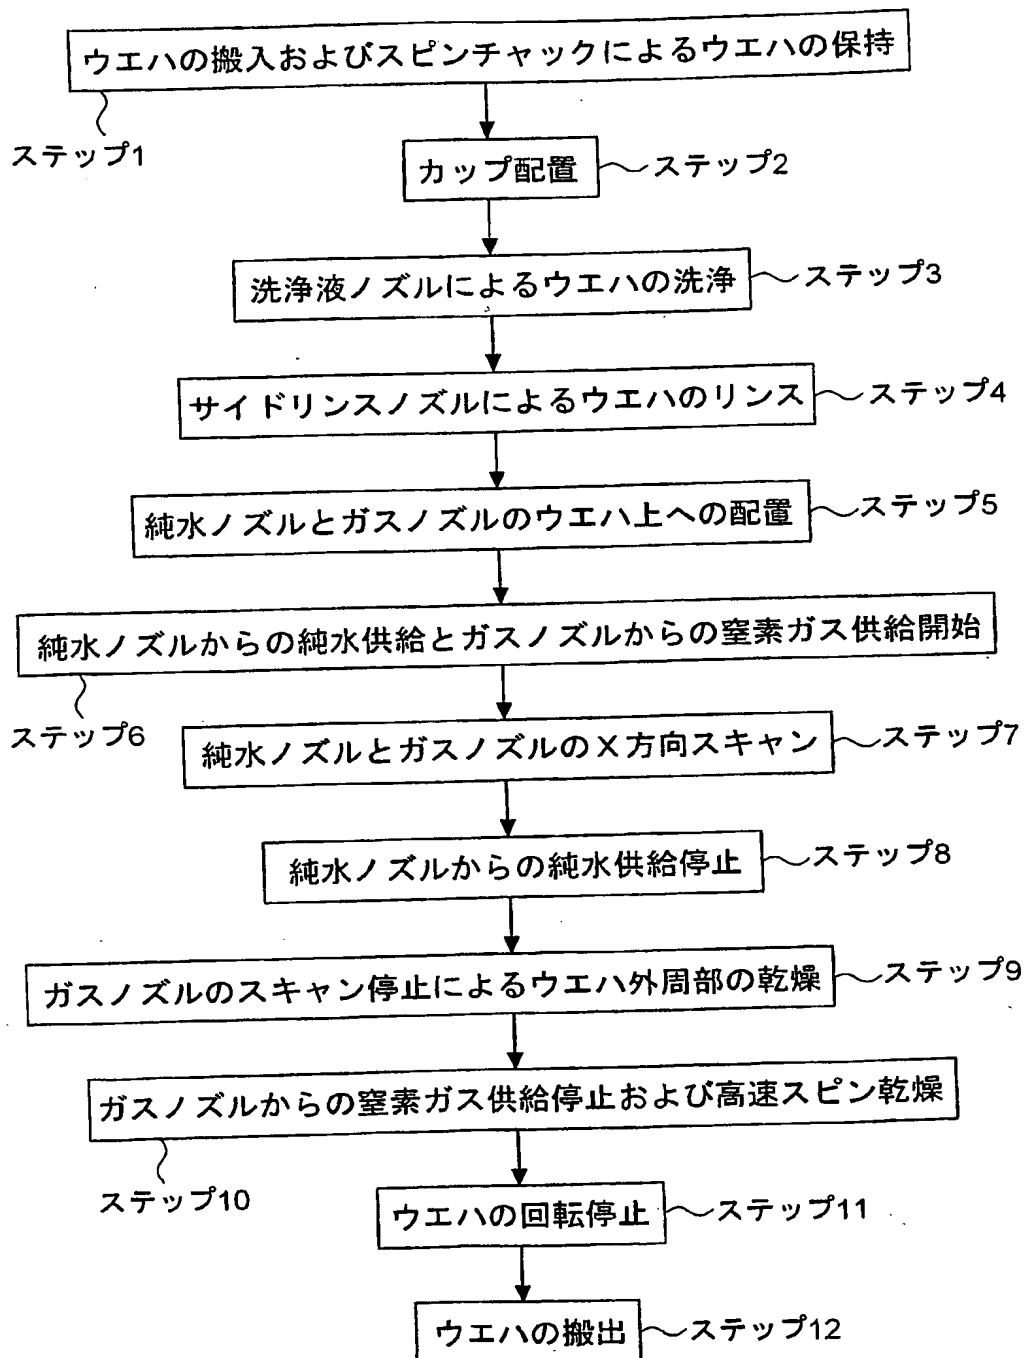 ウエハの搬入およびスピンチャックによるウエハの保持
ステップ1
カップ配置
ステップ2
洗浄液ノズルによるウエハの洗浄
ステップ3
サイドリンスノズルによるウエハのリンス
ステップ4
純水ノズルとガスノズルのウエハ上への配置
ステップ5
純水ノズルからの純水供給とガスノズルからの窒素ガス供給開始
ステップ6
純水ノズルとガスノズルのX方向スキャン
ステップ7
純水ノズルからの純水供給停止
ステップ8
ガスノズルのスキャン停止によるウエハ外周部の乾燥
ステップ9
ガスノズルからの窒素ガス供給停止および高速スピン乾燥
ステップ10
ウエハの回転停止
ステップ11
ウエハの搬出
ステップ12